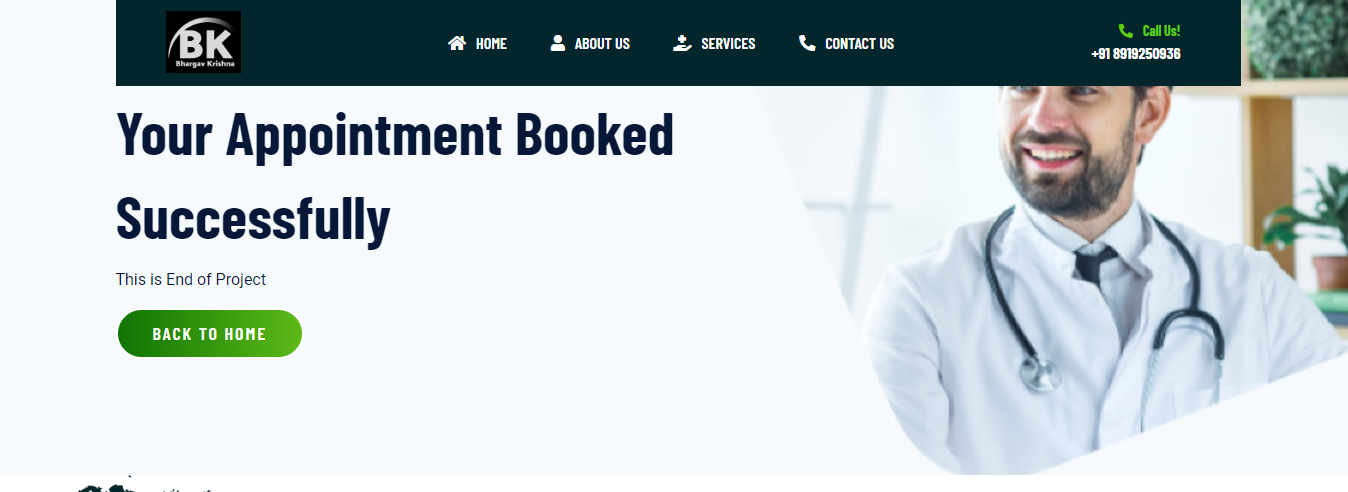 BK
Bhargav Krishna
HOME
ABOUT US
SERVICES
CONTACT US
Call Us!
+91 8919250936
Your Appointment Booked
Successfully
This is End of Project
BACK TO HOME